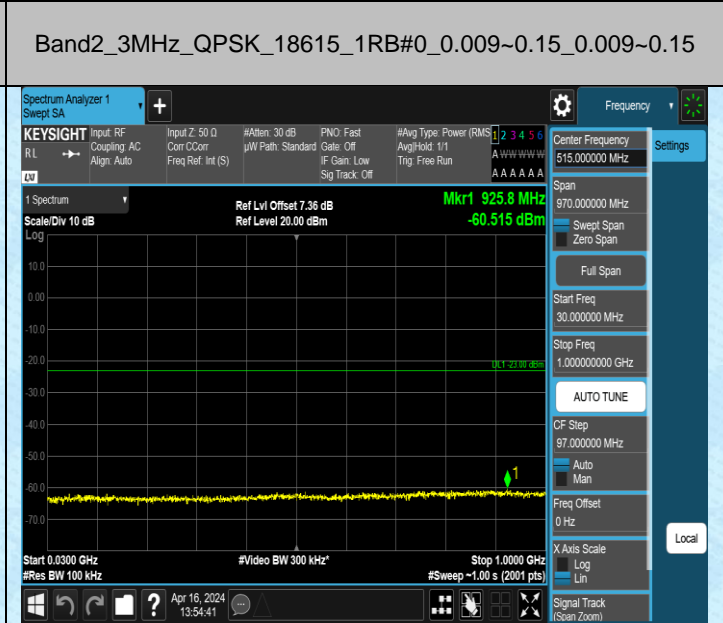 Band2_3MHz_QPSK_18615_1RB#0_0.009~0.15_0.009~0.15
Spectrum Analyzer 1
Swept SA
+
Frequency
KEYSIGHT
RL
LXI
Input: RF
Coupling: AC
Align: Auto
Input Z: 50 Ω
Corr CCorr
Freq Ref: Int (S)
#Atten: 30 dB
µW Path: Standard
PNO: Fast
Gate: Off
IF Gain: Low
Sig Track: Off
#Avg Type: Power (RMS
Avg|Hold: 1/1
Trig: Free Run
1 2 3 4 5 6
A W W W W W
A A A A A A
1 Spectrum
Scale/Div 10 dB
Ref Lvl Offset 7.36 dB
Ref Level 20.00 dBm
Mkr1 925.8 MHz
-60.515 dBm
Log
10.0
0.00
-10.0
-20.0
DL1 -23.00 dBm
-30.0
-40.0
-50.0
1
-60.0
-70.0
Start 0.0300 GHz
#Res BW 100 kHz
#Video BW 300 kHz*
Stop 1.0000 GHz
#Sweep ~1.00 s (2001 pts)
?
Apr 16, 2024
13:54:41
Center Frequency
515.000000 MHz
Settings
Span
970.000000 MHz
Swept Span
Zero Span
Full Span
Start Freq
30.000000 MHz
Stop Freq
1.000000000 GHz
AUTO TUNE
CF Step
97.000000 MHz
Auto
Man
Freq Offset
0 Hz
Local
X Axis Scale
Log
Lin
Signal Track
(Span Zoom)